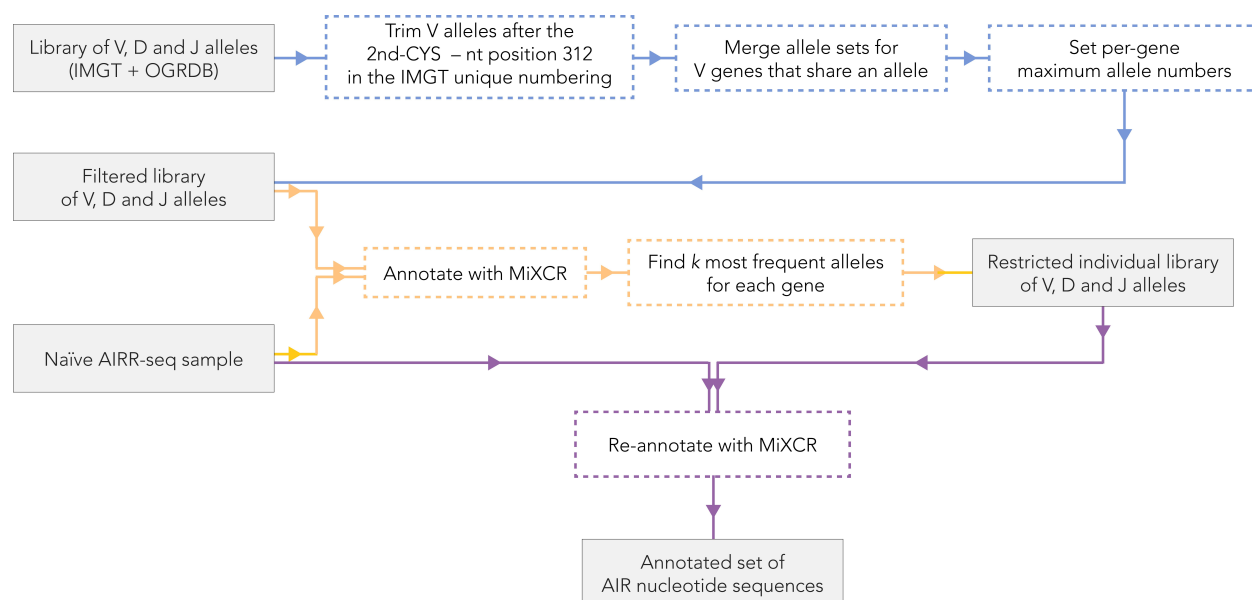 Library of V, D and J alleles
(IMGT + OGRDB)
Trim V alleles after the
2nd-CYS – nt position 312
in the IMGT unique numbering
Merge allele sets for
V genes that share an allele
Set per-gene
maximum allele numbers
Filtered library
of V, D and J alleles
Annotate with MiXCR
Find k most frequent alleles
for each gene
Restricted individual library
of V, D and J alleles
Naïve AIRR-seq sample
Re-annotate with MiXCR
Annotated set of
AIR nucleotide sequences